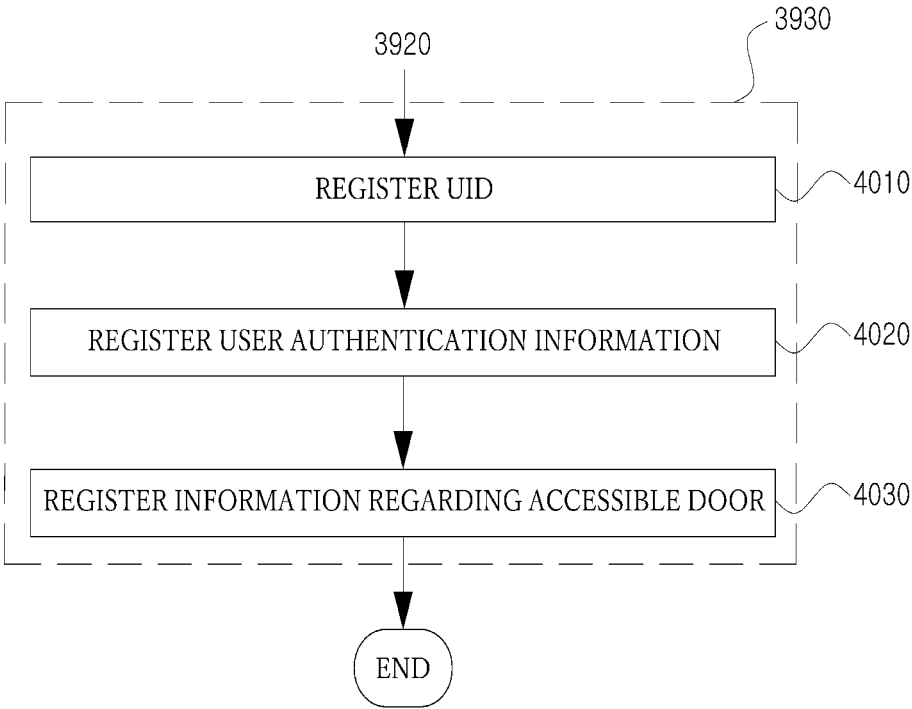 3930
3920
REGISTER UID
4010
REGISTER USER AUTHENTICATION INFORMATION
4020
REGISTER INFORMATION REGARDING ACCESSIBLE DOOR
4030
END